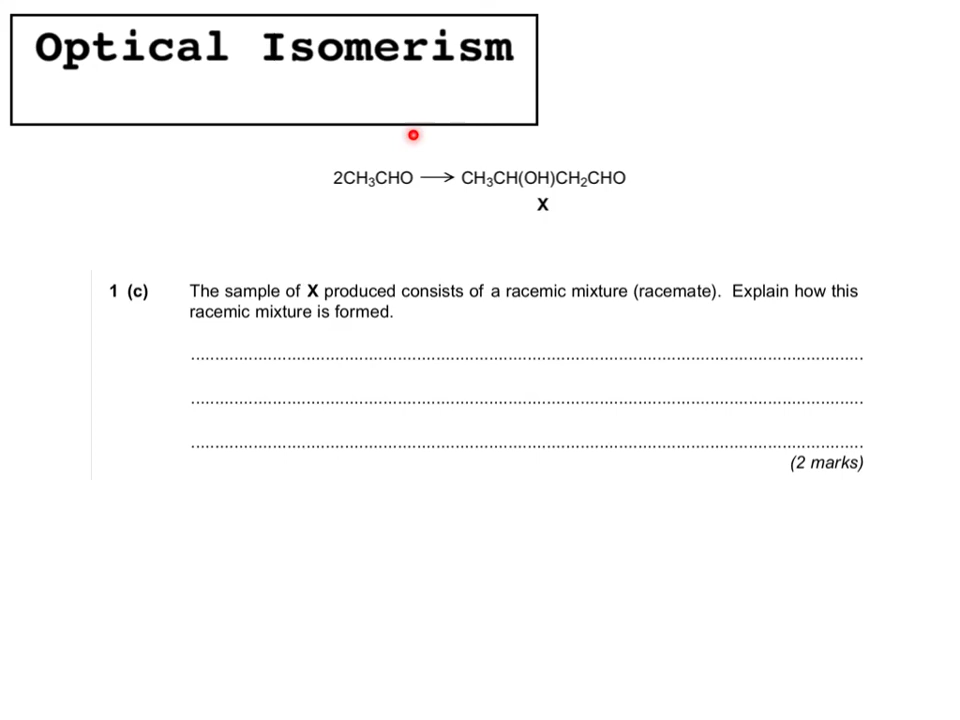 Optical Isomerism
2CH₃CHO ⟶ CH₃CH(OH)CH₂CHO
X
1 (c) The sample of X produced consists of a racemic mixture (racemate). Explain how this
racemic mixture is formed.
(2 marks)